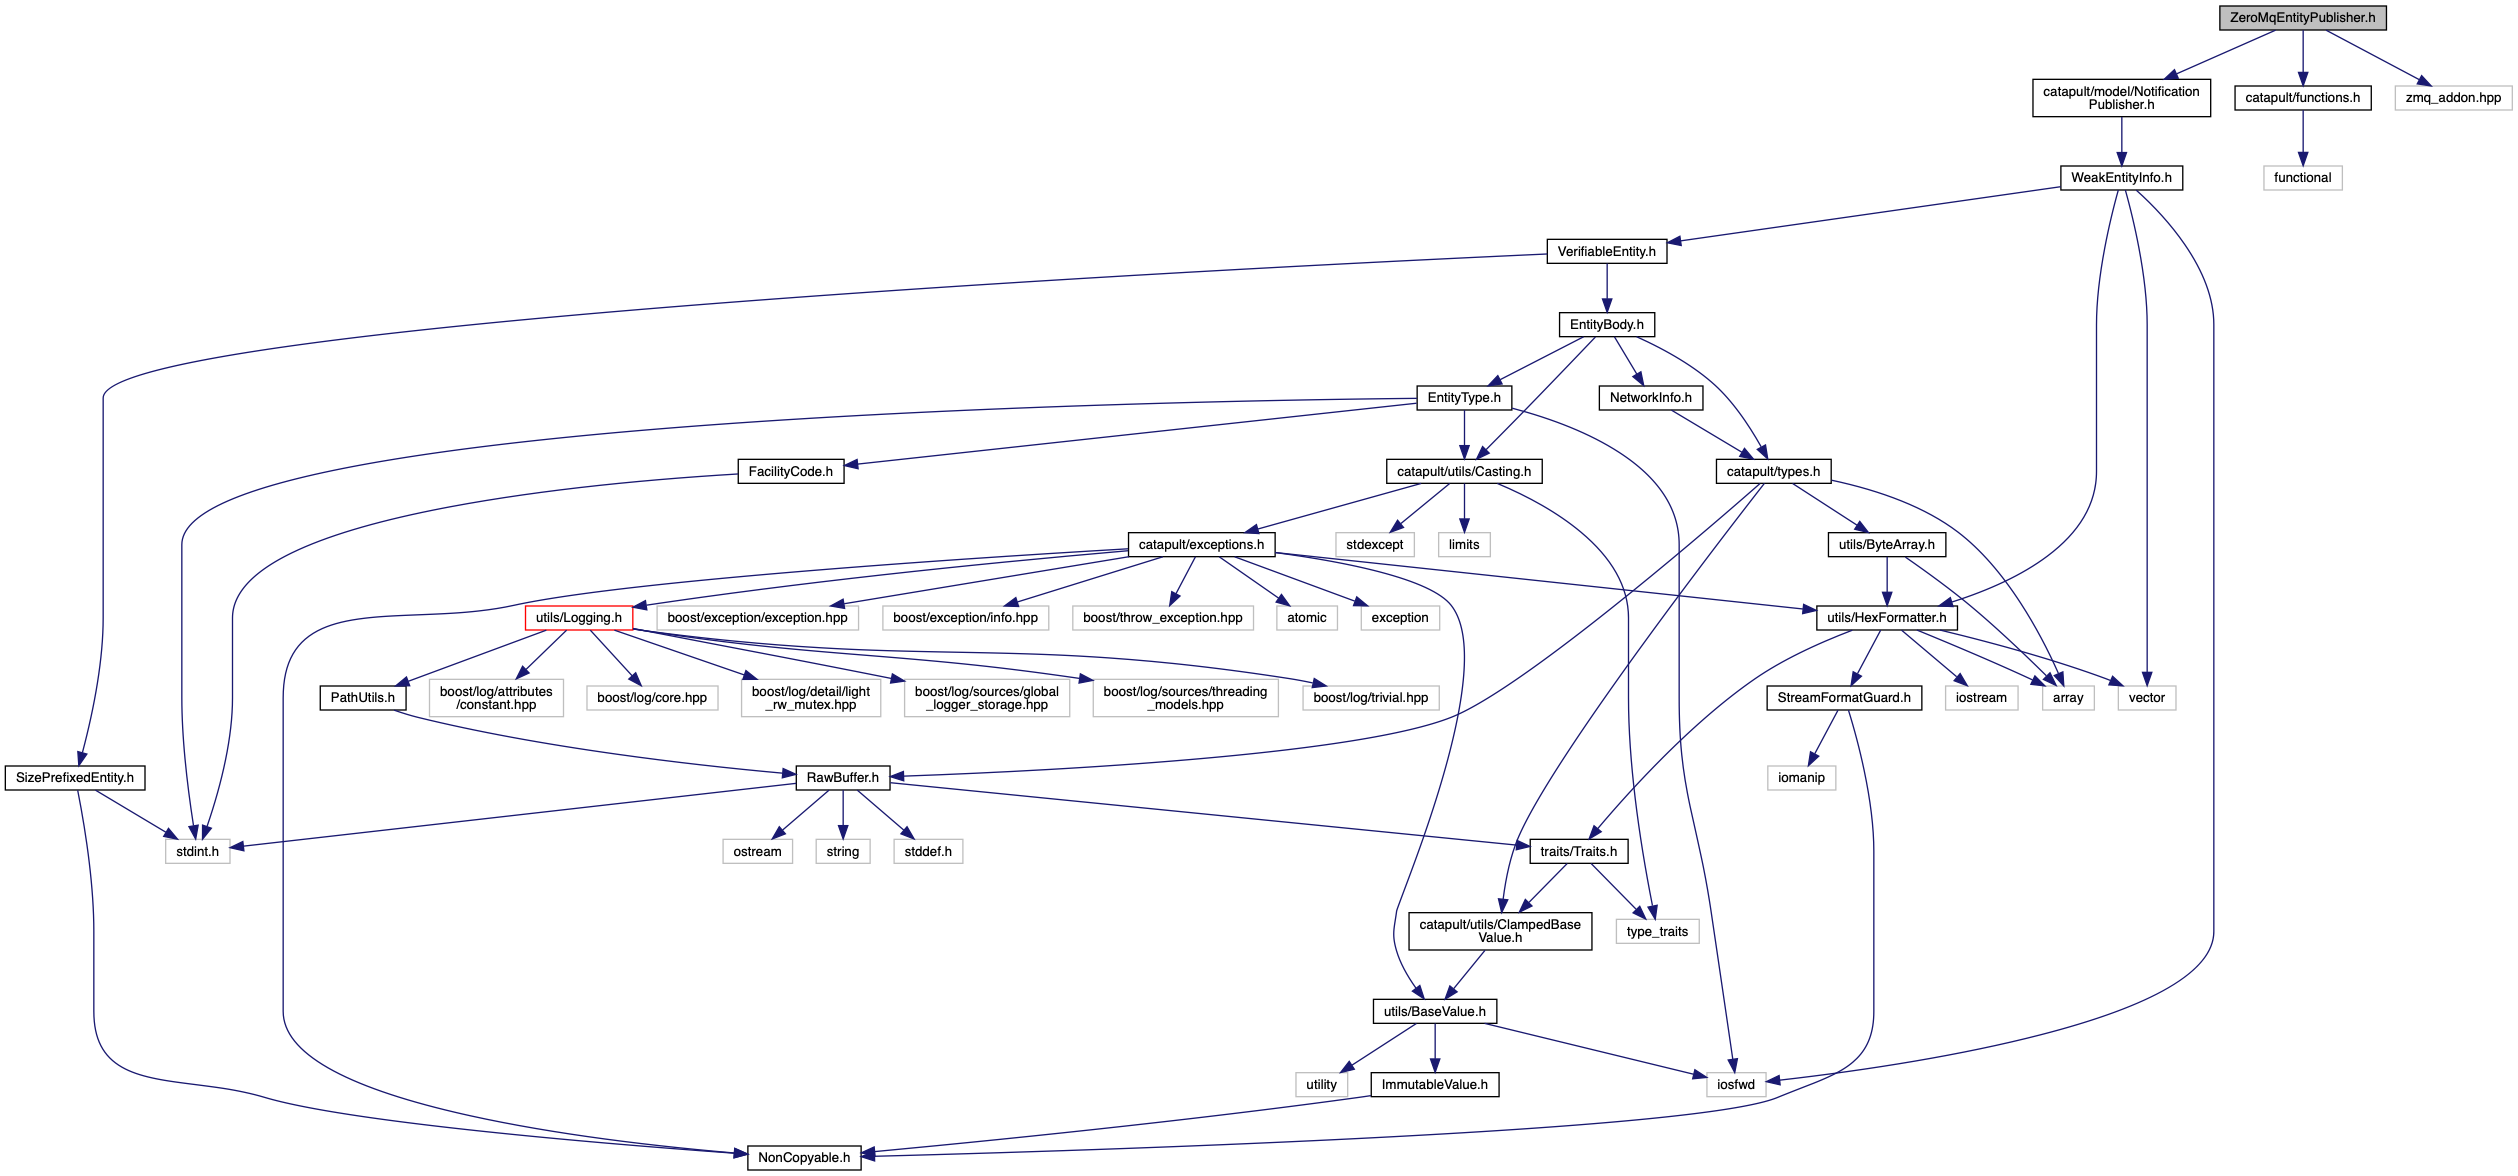 ZeroMqEntityPublisher.h
catapult/model/Notification
Publisher.h
catapult/functions.h
zmq_addon.hpp
WeakEntityInfo.h
functional
VerifiableEntity.h
EntityBody.h
EntityType.h
NetworkInfo.h
FacilityCode.h
catapult/utils/Casting.h
catapult/types.h
catapult/exceptions.h
stdexcept
limits
utils/ByteArray.h
utils/Logging.h
boost/exception/exception.hpp
boost/exception/info.hpp
boost/throw_exception.hpp
atomic
exception
utils/HexFormatter.h
PathUtils.h
boost/log/attributes
/constant.hpp
boost/log/core.hpp
boost/log/detail/light
_rw_mutex.hpp
boost/log/sources/global
_logger_storage.hpp
boost/log/sources/threading
_models.hpp
boost/log/trivial.hpp
StreamFormatGuard.h
iostream
array
vector
SizePrefixedEntity.h
RawBuffer.h
iomanip
stdint.h
ostream
string
stddef.h
traits/Traits.h
catapult/utils/ClampedBase
Value.h
type_traits
utils/BaseValue.h
utility
ImmutableValue.h
iosfwd
NonCopyable.h